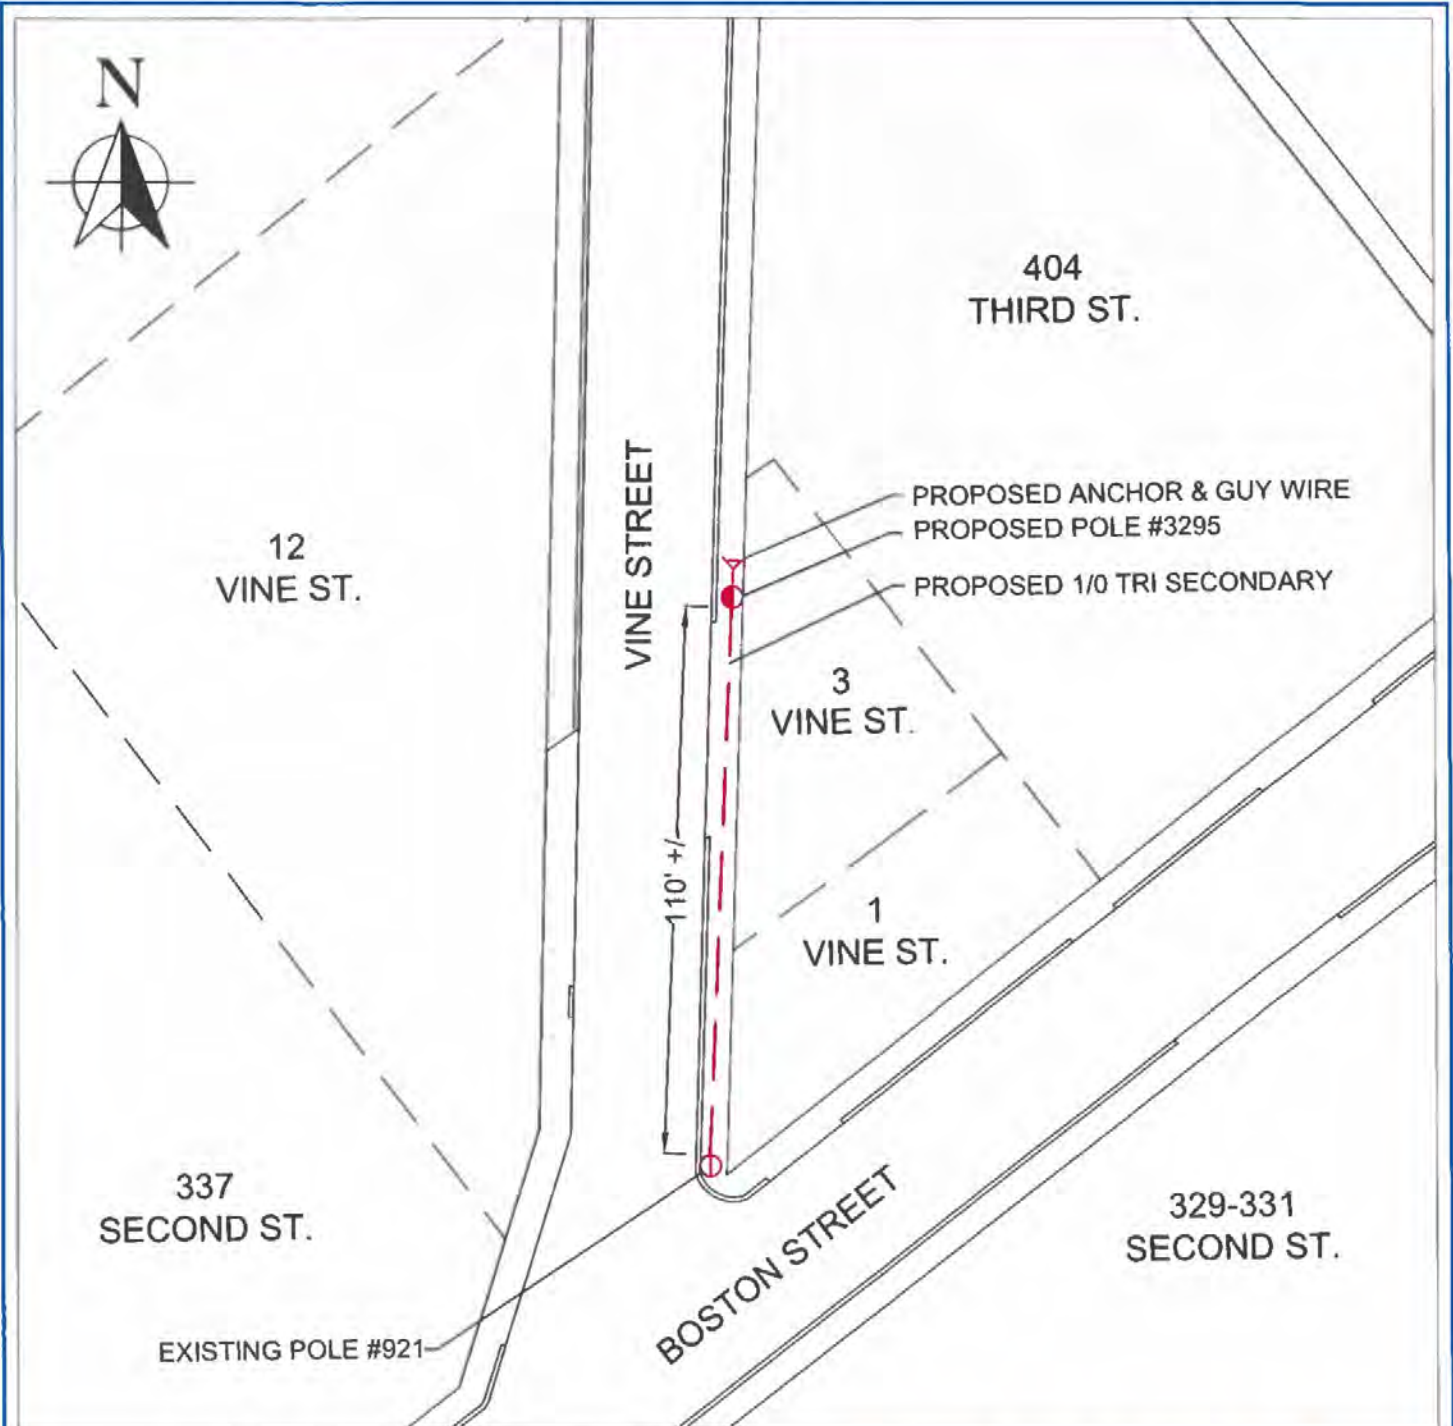 N
404
THIRD ST.
PROPOSED ANCHOR & GUY WIRE
PROPOSED POLE #3295
PROPOSED 1/0 TRI SECONDARY
12
VINE ST.
VINE STREET
3
VINE ST.
110' +/-
1
VINE ST.
337
SECOND ST.
329-331
SECOND ST.
BOSTON STREET
EXISTING POLE #921